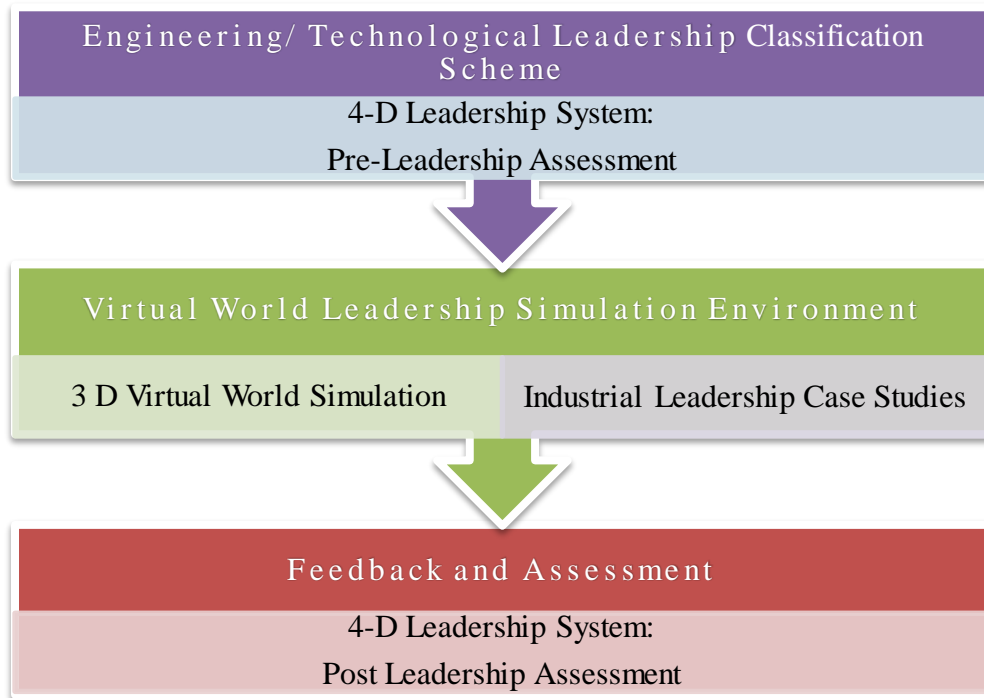 Engineering/ Technological Leadership Classification
Scheme
4-D Leadership System:
Pre-Leadership Assessment
Virtual World Leadership Simulation Environment
3 D Virtual World Simulation
Industrial Leadership Case Studies
Feedback and Assessment
4-D Leadership System:
Post Leadership Assessment